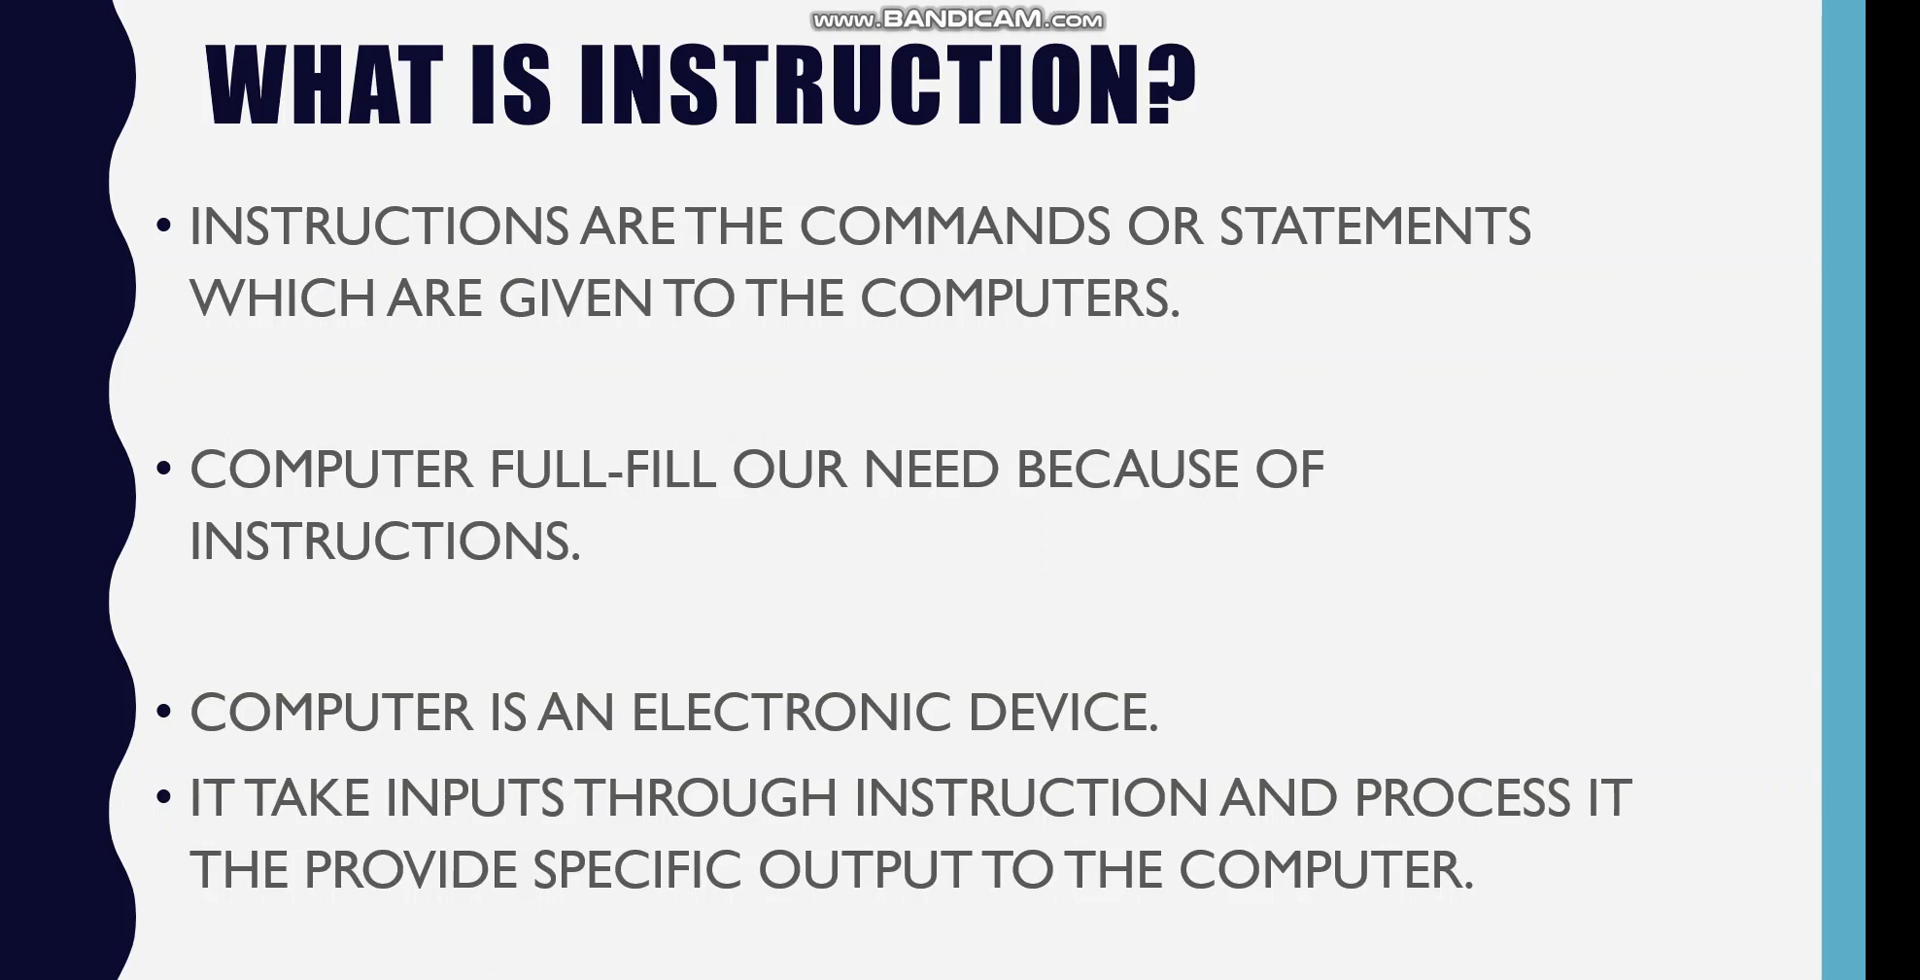 www.BANDICAM.com
WHAT IS INSTRUCTION?
• INSTRUCTIONS ARE THE COMMANDS OR STATEMENTS
WHICH ARE GIVEN TO THE COMPUTERS.
• COMPUTER FULL-FILL OUR NEED BECAUSE OF
INSTRUCTIONS.
• COMPUTER IS AN ELECTRONIC DEVICE.
• IT TAKE INPUTS THROUGH INSTRUCTION AND PROCESS IT
THE PROVIDE SPECIFIC OUTPUT TO THE COMPUTER.